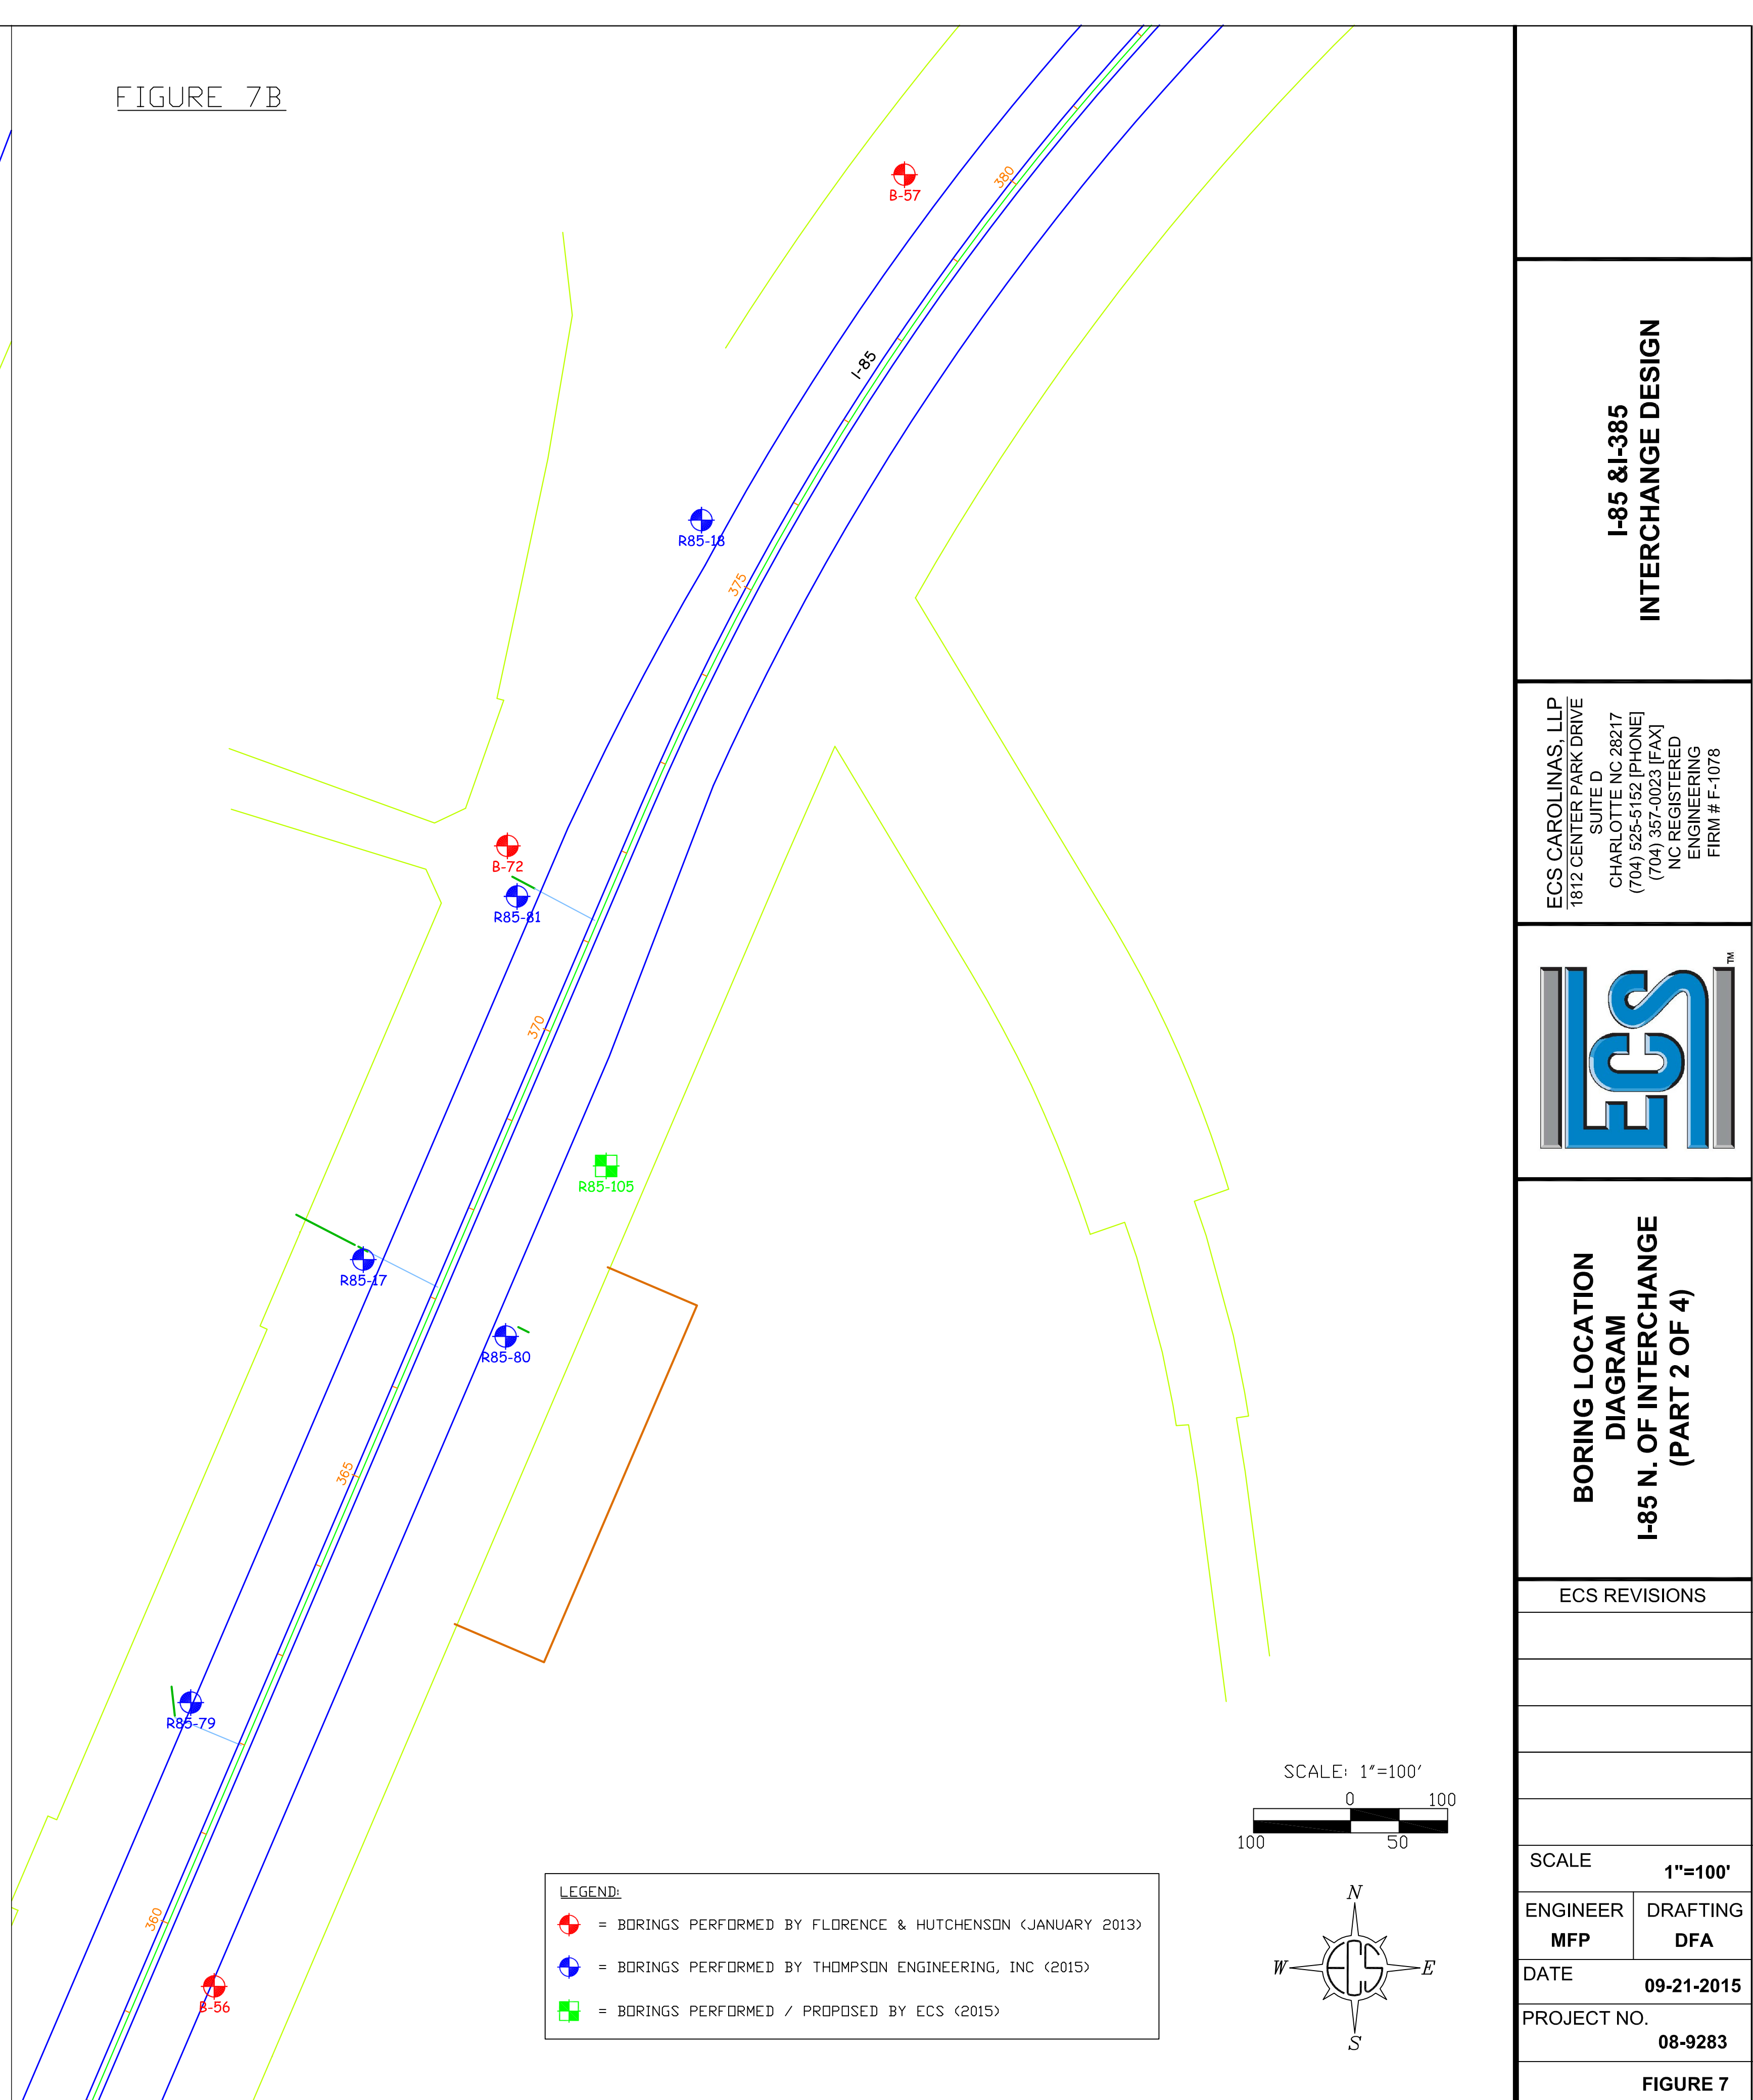 FIGURE 7B
B-57
380
I-85
R85-18
375
B-72
R85-81
370
R85-105
R85-17
R85-80
365
R85-79
360
B-56
SCALE: 1"=100'
0 100
100 50
LEGEND:
= BORINGS PERFORMED BY FLORENCE & HUTCHENSON (JANUARY 2013)
= BORINGS PERFORMED BY THOMPSON ENGINEERING, INC (2015)
= BORINGS PERFORMED / PROPOSED BY ECS (2015)
N
W E
S
ECS
I-85 &I-385
INTERCHANGE DESIGN
ECS CAROLINAS, LLP
1812 CENTER PARK DRIVE
SUITE D
CHARLOTTE NC 28217
(704) 525-5152 [PHONE]
(704) 357-0023 [FAX]
NC REGISTERED
ENGINEERING
FIRM # F-1078
ECS TM
BORING LOCATION
DIAGRAM
I-85 N. OF INTERCHANGE
(PART 2 OF 4)
ECS REVISIONS
SCALE
1"=100'
ENGINEER DRAFTING
MFP DFA
DATE
09-21-2015
PROJECT NO.
08-9283
FIGURE 7